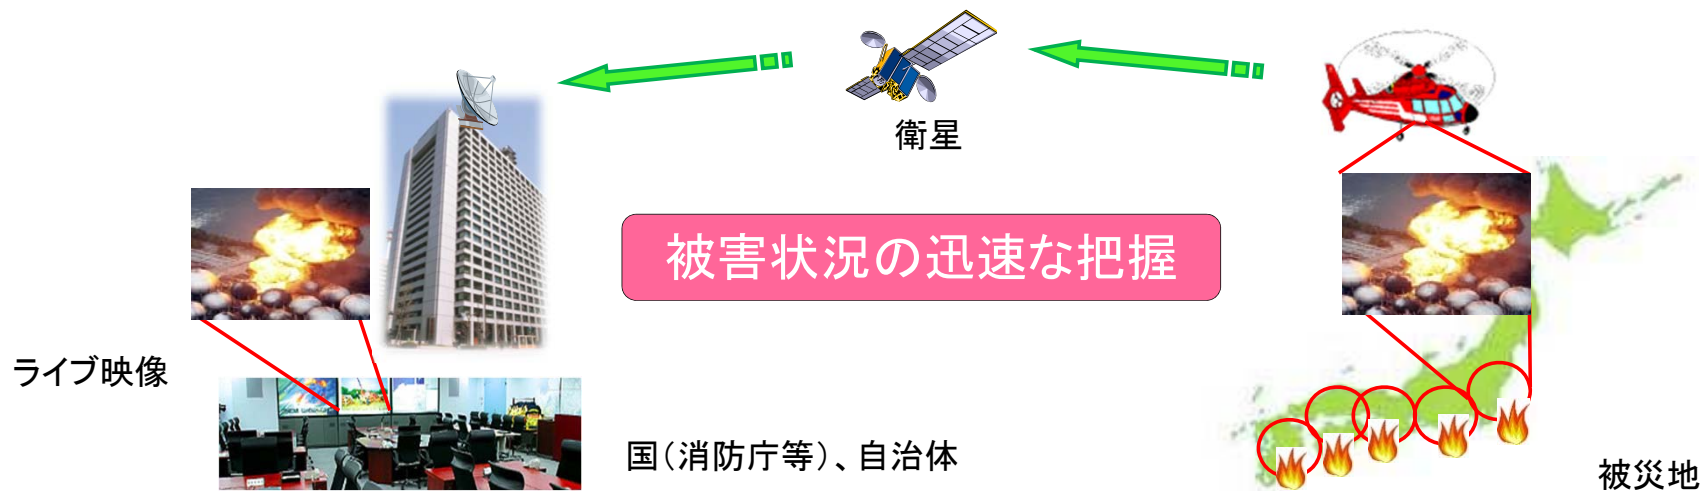 衛星
被害状況の迅速な把握
ライブ映像
国(消防庁等)、自治体
被災地